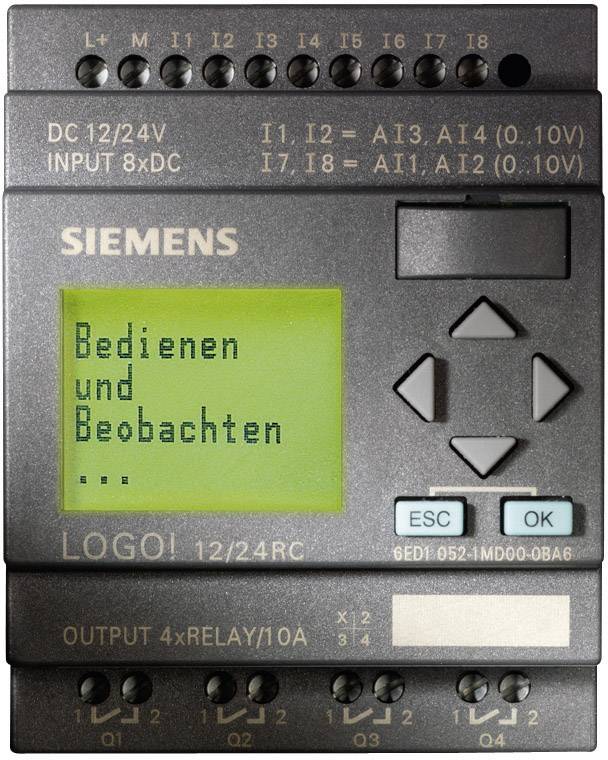 L+ M I1 I2 I3 I4 I5 I6 I7 I8
DC 12/24V I1, I2 = AI3, AI4 (0..10V)
INPUT 8xDC I7, I8 = AI1, AI2 (0..10V)
SIEMENS
Bedienen
und
Beobachten
...
ESC OK
LOGO! 12/24RC 6ED1 052-1MD00-0BA6
OUTPUT 4xRELAY/10A
X 2
3 4
1 2 1 2 1 2 1 2
Q1 Q2 Q3 Q4